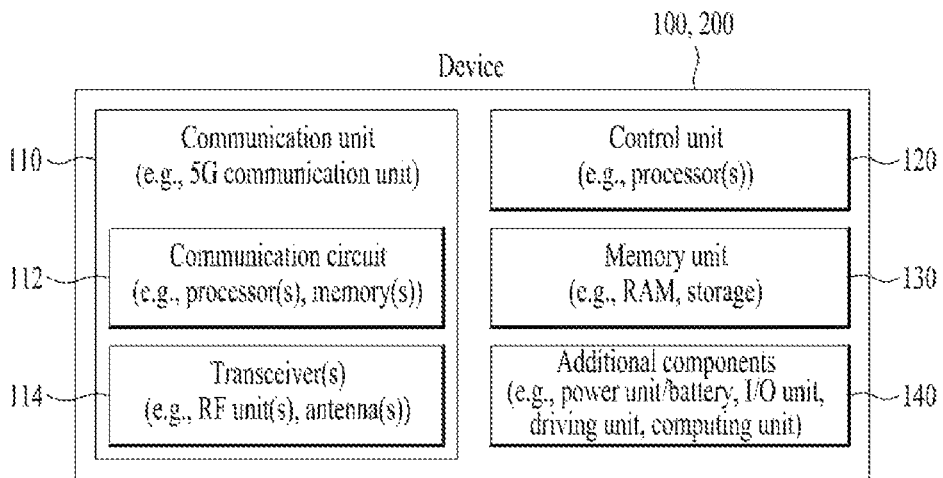 100, 200
Device
110
Communication unit
(e.g., 5G communication unit)
112
Communication circuit
(e.g., processor(s), memory(s))
114
Transceiver(s)
(e.g., RF unit(s), antenna(s))
Control unit
(e.g., processor(s))
120
Memory unit
(e.g., RAM, storage)
130
Additional components
(e.g., power unit/battery, I/O unit,
driving unit, computing unit)
140